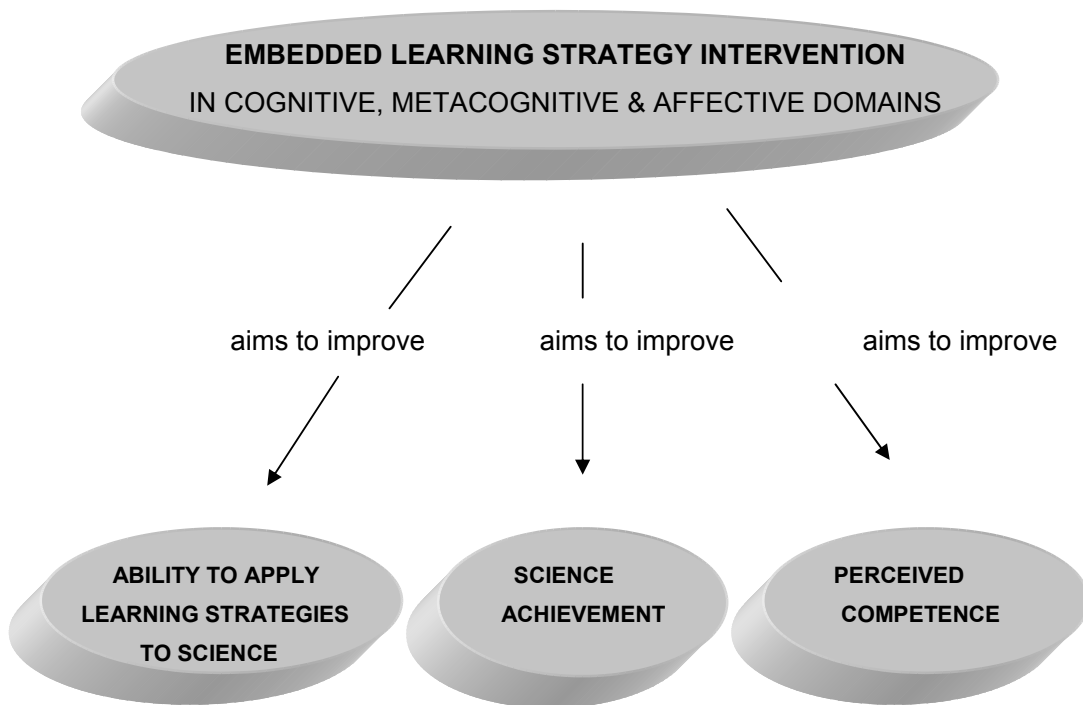 EMBEDDED LEARNING STRATEGY INTERVENTION
IN COGNITIVE, METACOGNITIVE & AFFECTIVE DOMAINS
aims to improve
aims to improve
aims to improve
ABILITY TO APPLY
LEARNING STRATEGIES
TO SCIENCE
SCIENCE
ACHIEVEMENT
PERCEIVED
COMPETENCE